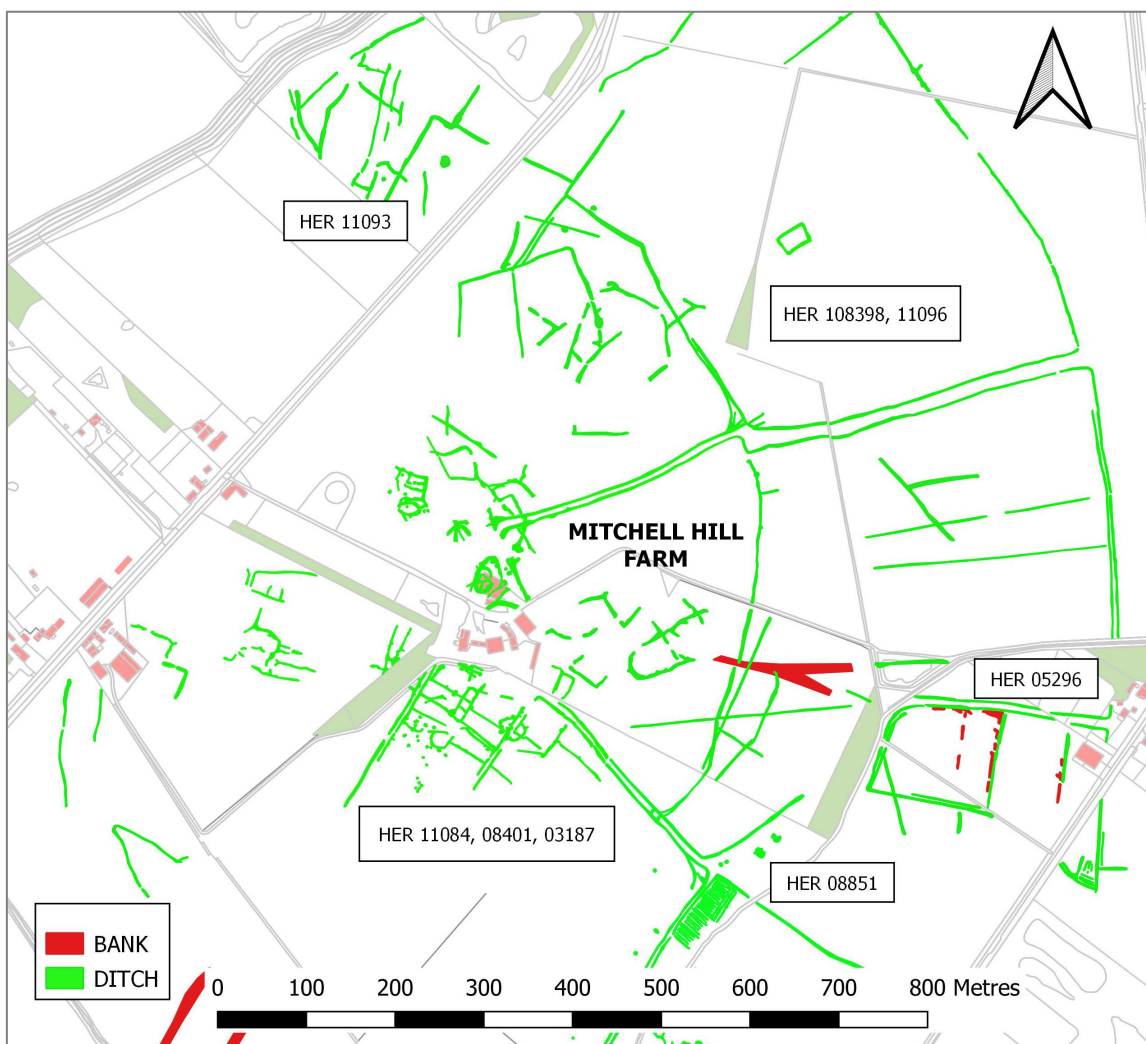 HER 11093
HER 108398, 11096
MITCHELL HILL
FARM
HER 05296
HER 11084, 08401, 03187
HER 08851
BANK
DITCH
0 100 200 300 400 500 600 700 800 Metres